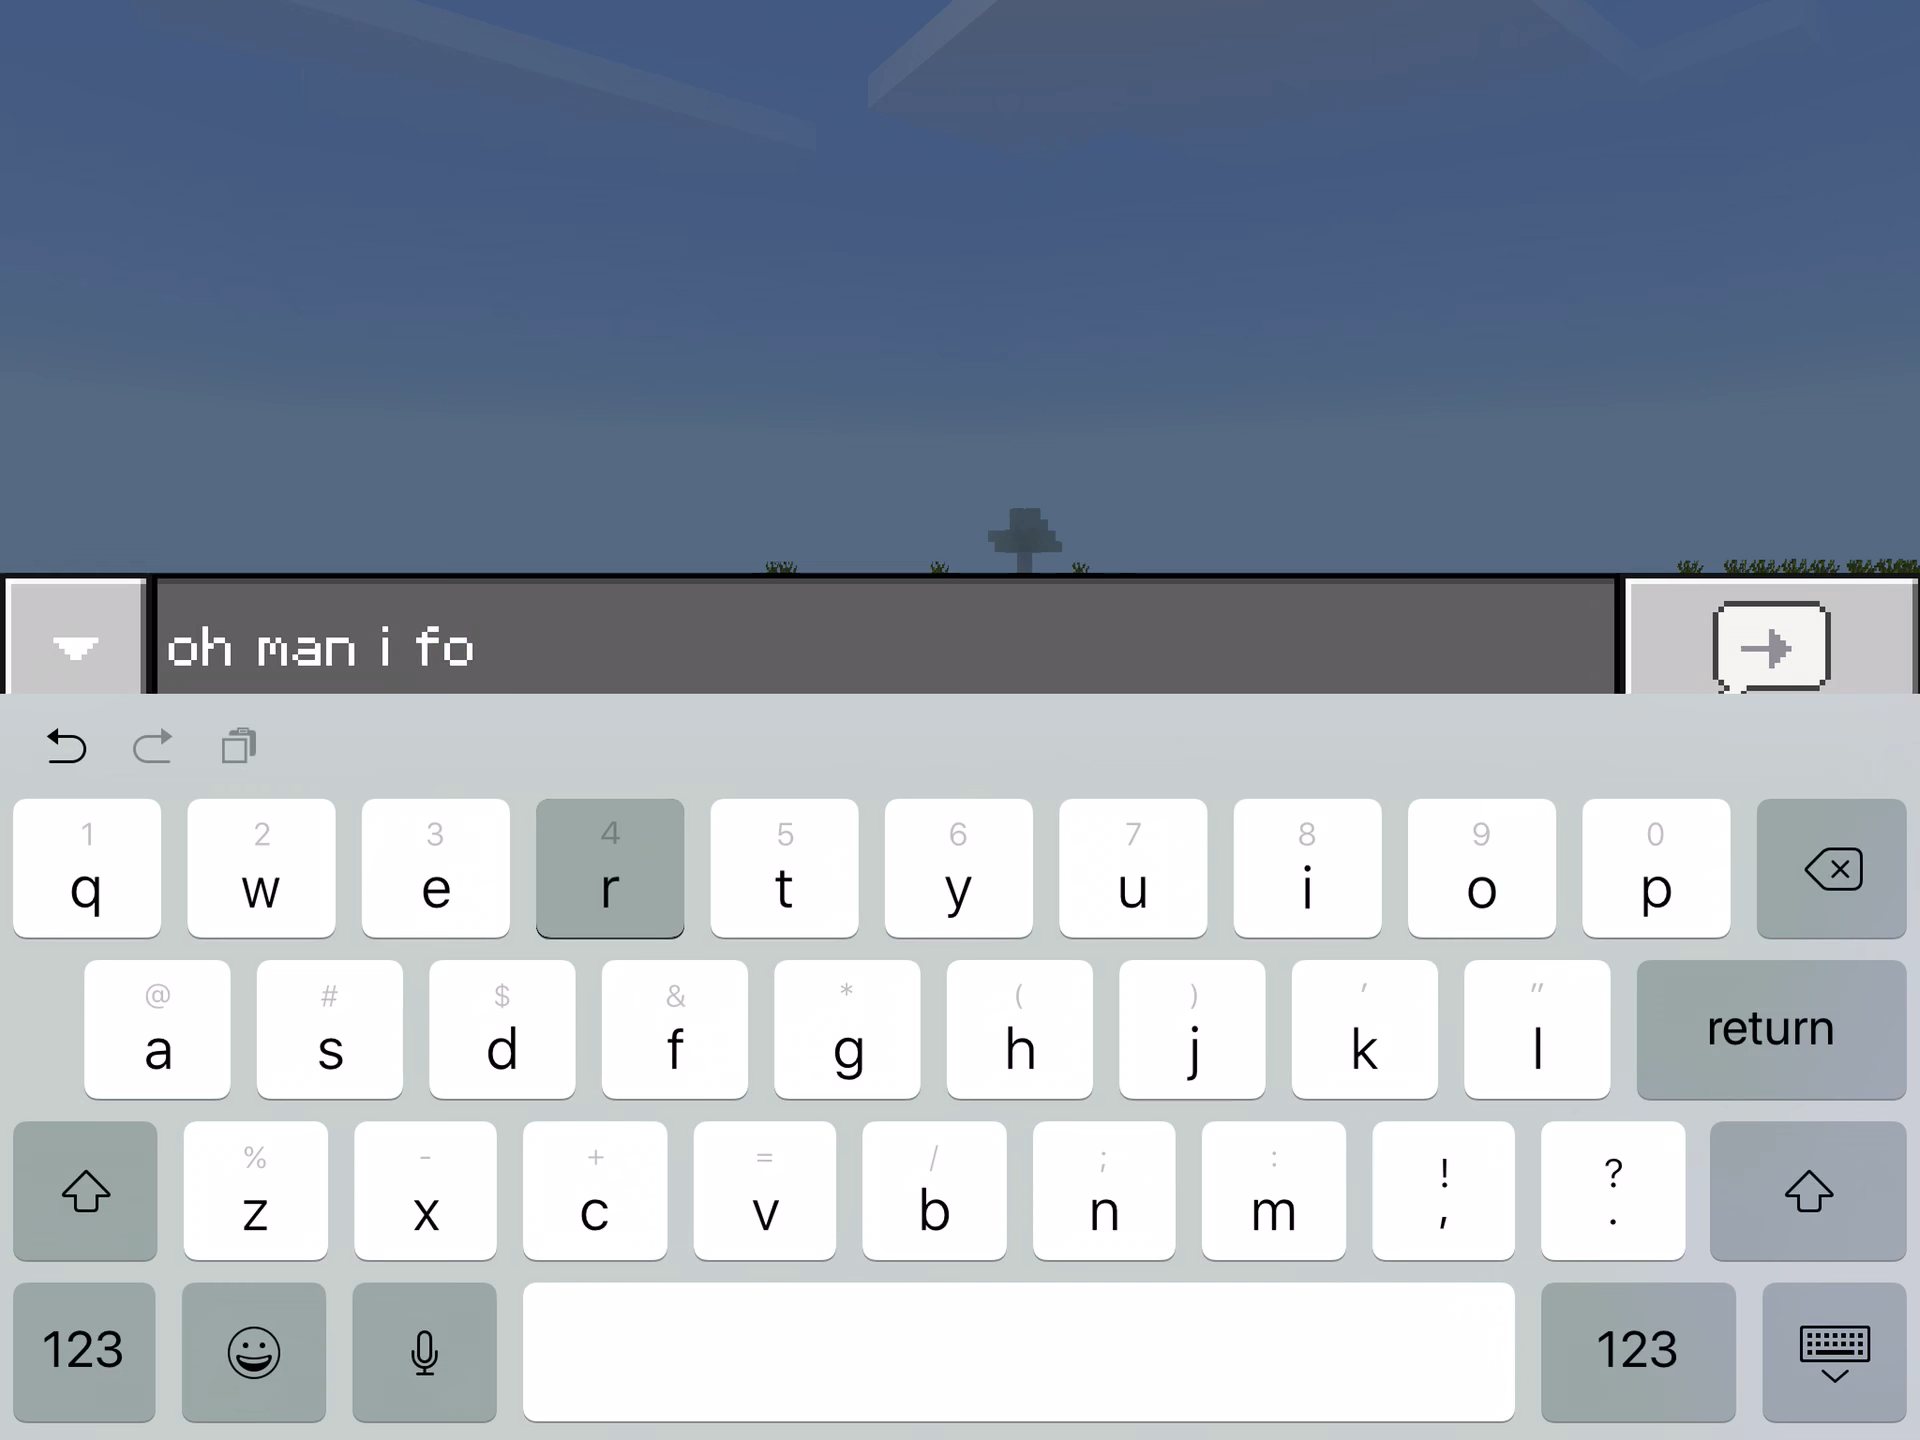 oh man i fo
1 2 3 4 5 6 7 8 9 0
q w e r t y u i o p
@ # $ & * ( ) ' "
a s d f g h j k l return
% - + = / ; : ! ?
z x c v b n m , .
123 123